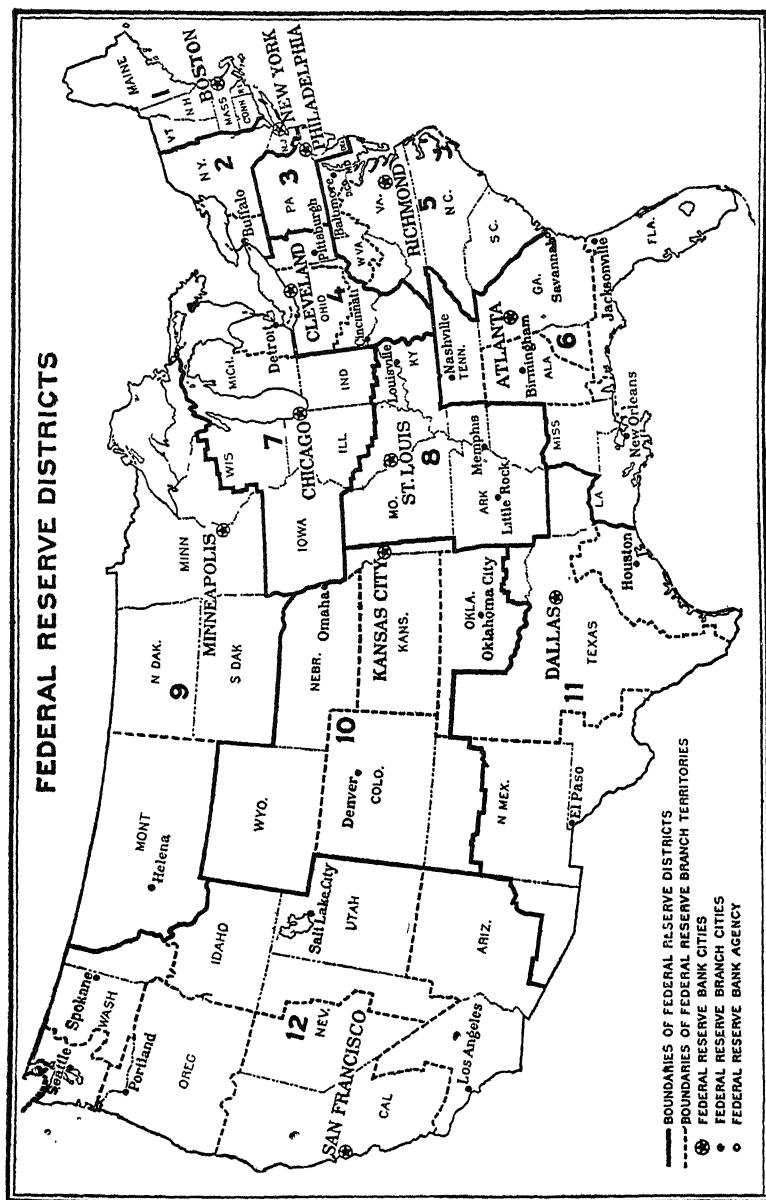 FEDERAL RESERVE DISTRICTS
MAINE
1
VT
N H
BOSTON
MASS
CONN
R I
N.Y.
2
Buffalo
NEW YORK
N J
PHILADELPHIA
PA
3
Pittsburgh
DEL
MD
Baltimore
D.C.
VA.
W VA
RICHMOND
5
N C.
S C.
CLEVELAND
OHIO
4
Cincinnati
MICH.
Detroit
WIS
7
CHICAGO
ILL
IND
IOWA
Louisville
KY
ST. LOUIS
MO.
8
Memphis
ARK
Little Rock
Nashville
TENN.
ATLANTA
GA.
Savannah
Birmingham
ALA
6
Jacksonville
FLA.
MISS
New Orleans
LA
MINN
MINNEAPOLIS
N DAK.
9
S DAK
MONT
Helena
NEBR.
Omaha
KANSAS CITY
KANS.
10
WYO.
Denver
COLO.
OKLA.
Oklahoma City
DALLAS
TEXAS
11
Houston
El Paso
N MEX.
Spokane
WASH
Seattle
Portland
OREG
IDAHO
Salt Lake City
UTAH
12
NEV.
SAN FRANCISCO
CAL
Los Angeles
ARIZ.
BOUNDARIES OF FEDERAL RESERVE DISTRICTS
BOUNDARIES OF FEDERAL RESERVE BRANCH TERRITORIES
FEDERAL RESERVE BANK CITIES
FEDERAL RESERVE BRANCH CITIES
FEDERAL RESERVE BANK AGENCY